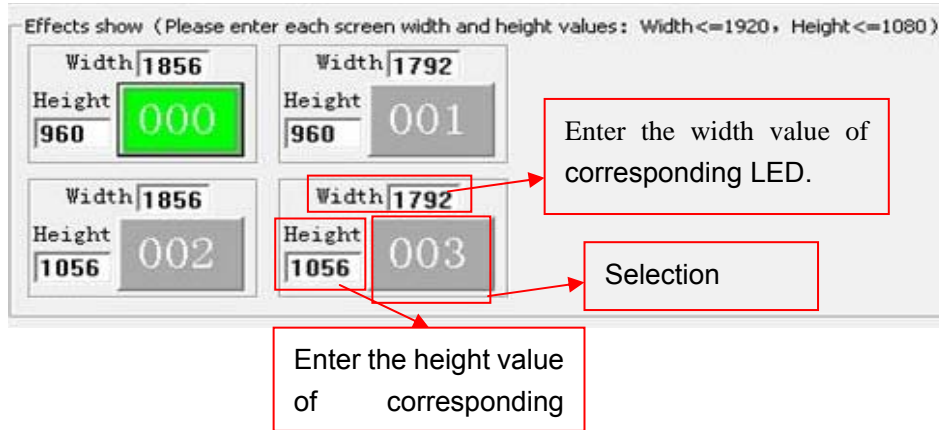 Effects show (Please enter each screen width and height values: Width<=1920, Height<=1080)
Width 1856
Height
960
000
Width 1792
Height
960
001
Enter the width value of
corresponding LED.
Width 1856
Height
1056
002
Width 1792
Height
1056
003
Selection
Enter the height value
of corresponding